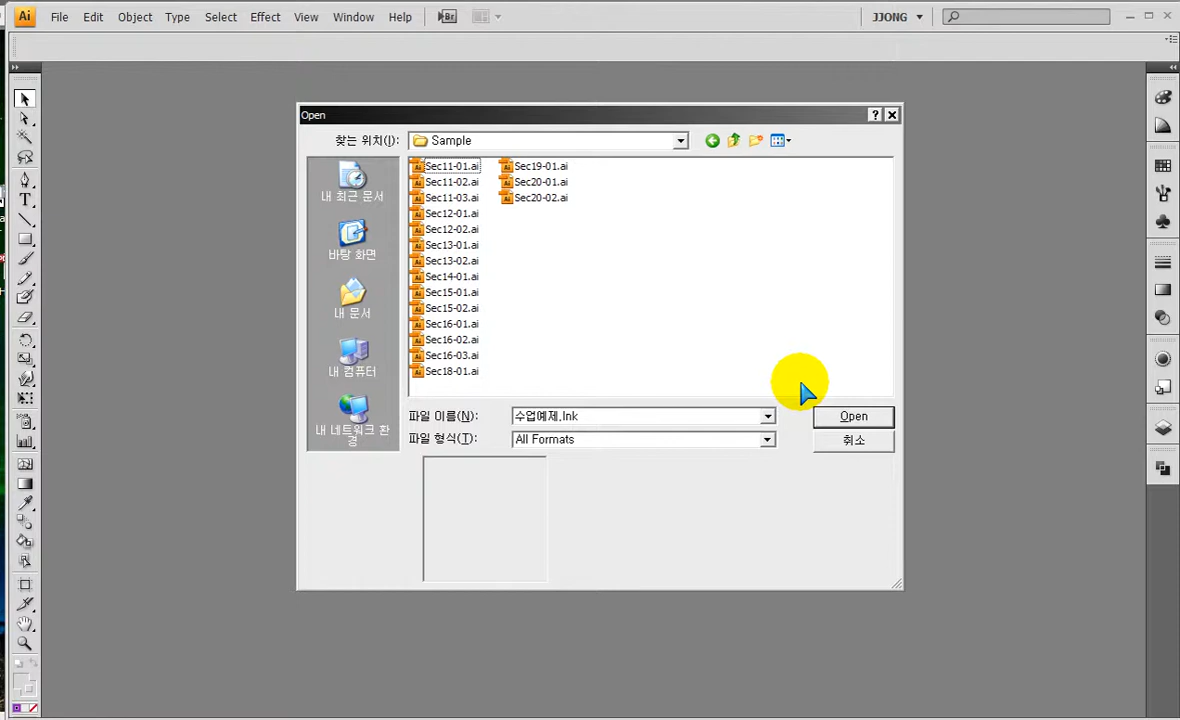 Ai File Edit Object Type Select Effect View Window Help Br JJONG
Open
찾는 위치(I): Sample
내 최근 문서
바탕 화면
내 문서
내 컴퓨터
내 네트워크 환
경
Sec11-01.ai
Sec11-02.ai
Sec11-03.ai
Sec12-01.ai
Sec12-02.ai
Sec13-01.ai
Sec13-02.ai
Sec14-01.ai
Sec15-01.ai
Sec15-02.ai
Sec16-01.ai
Sec16-02.ai
Sec16-03.ai
Sec18-01.ai
Sec19-01.ai
Sec20-01.ai
Sec20-02.ai
파일 이름(N): 수업예제.lnk Open
파일 형식(T): All Formats 취소